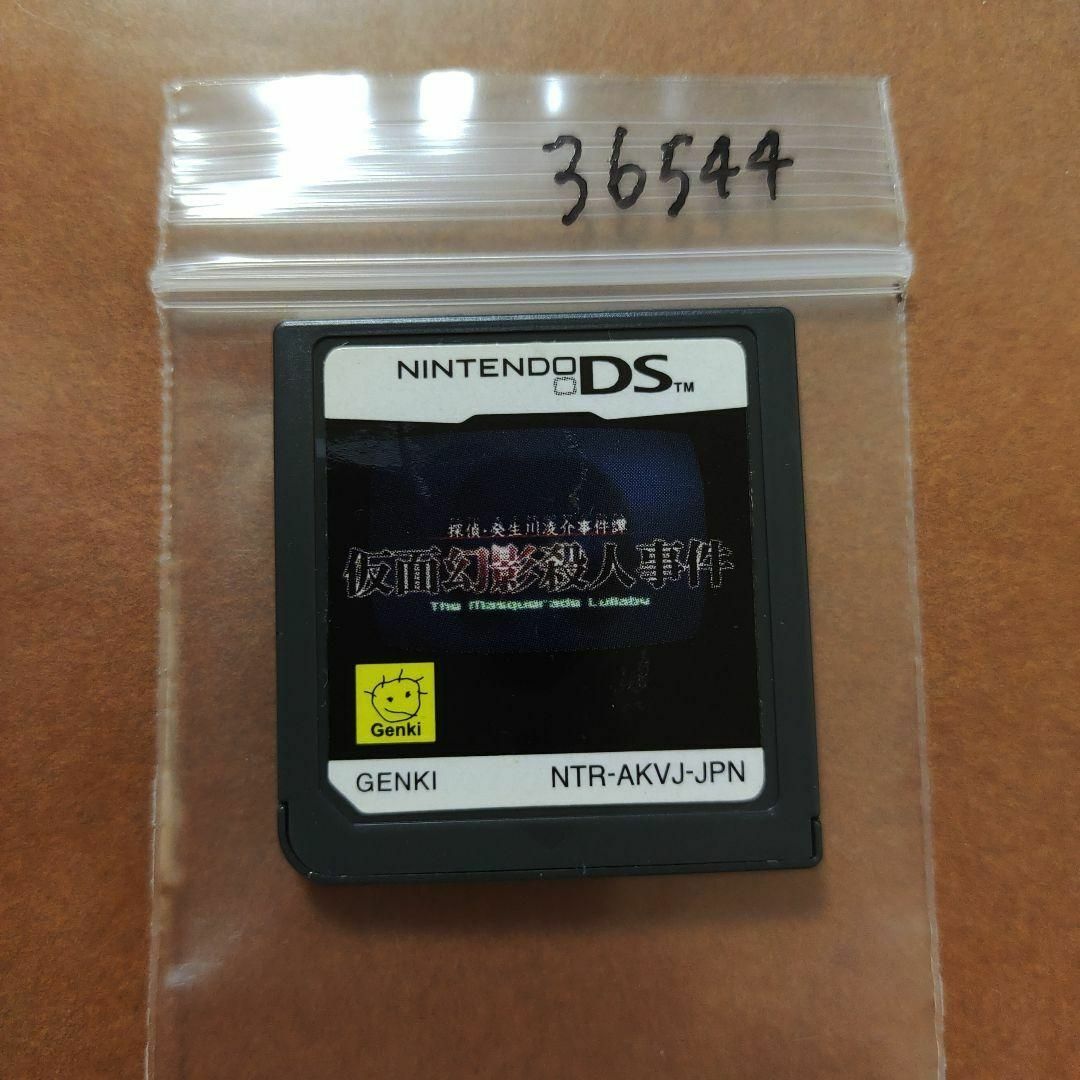 36544
NINTENDO DS™
探偵・癸生川凌介事件譚
仮面幻影殺人事件
The Masquerade Lullaby
Genki
GENKI NTR-AKVJ-JPN